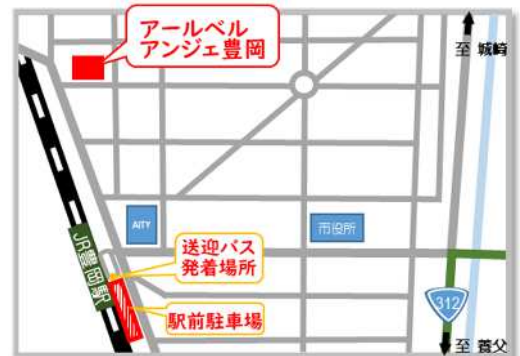 アールベル
アンジェ豊岡
至 城崎
AITY
市役所
送迎バス
発着場所
JR豊岡駅
駅前駐車場
312
至 養父